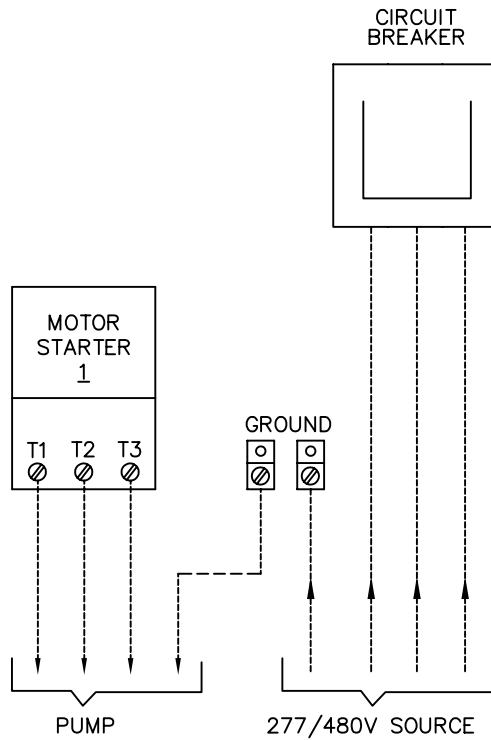 CIRCUIT
BREAKER
MOTOR
STARTER
1
T1 T2 T3
GROUND
PUMP
277/480V SOURCE